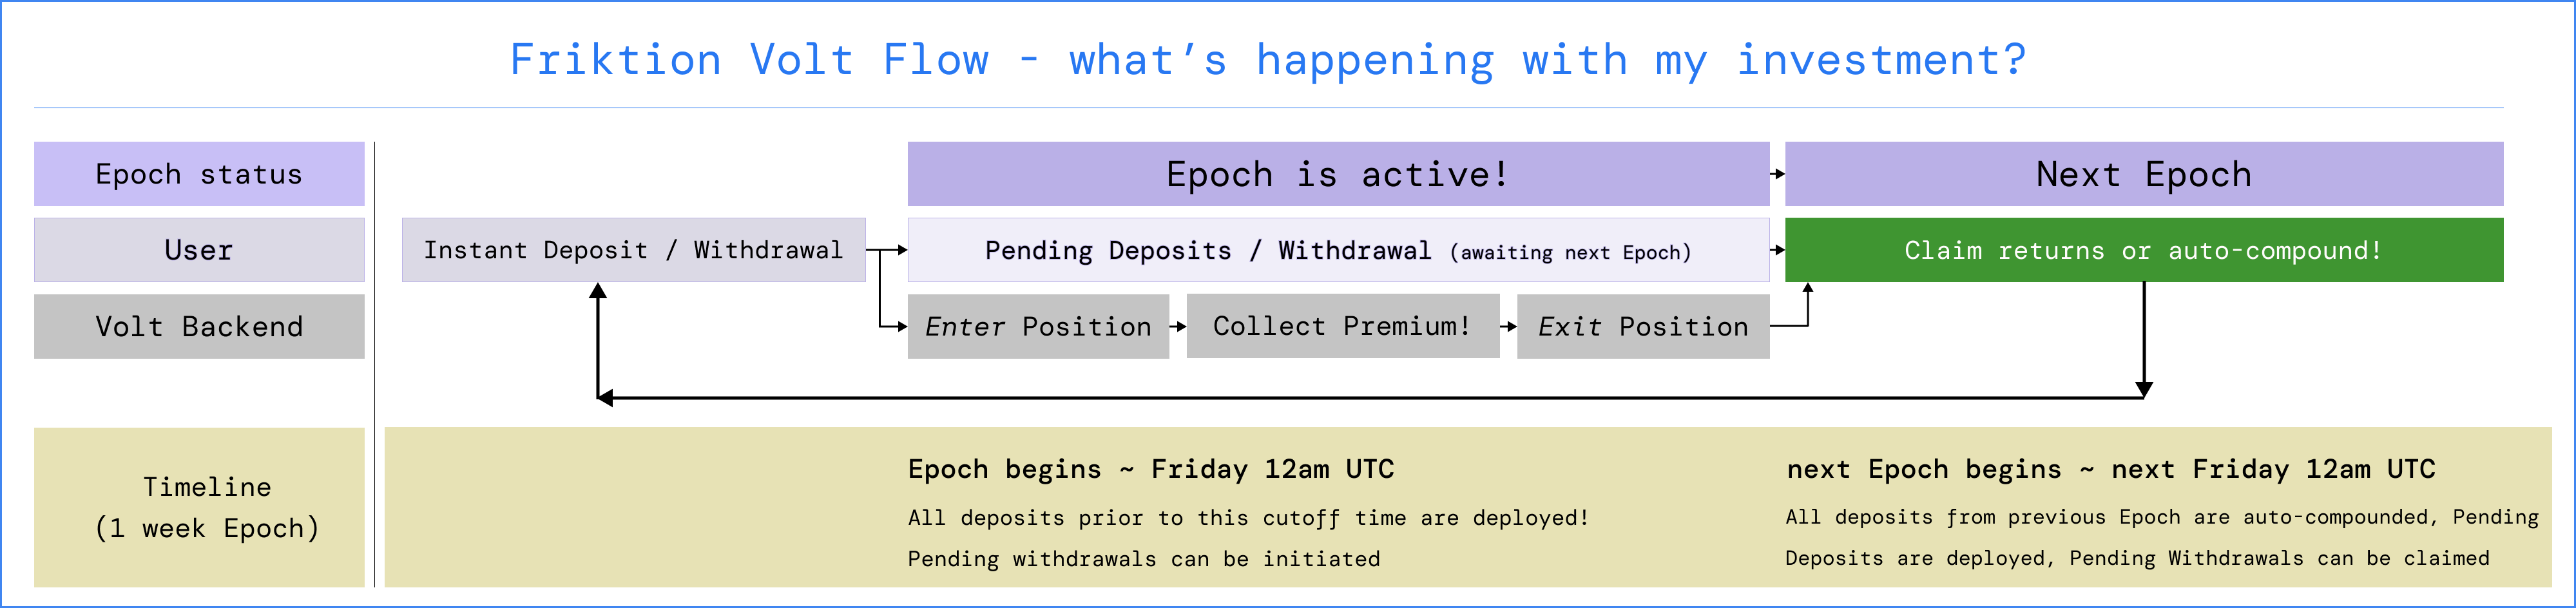 Friktion Volt Flow - what’s happening with my investment?
Epoch status
Epoch is active!
Next Epoch
User
Instant Deposit / Withdrawal
Pending Deposits / Withdrawal (awaiting next Epoch)
Claim returns or auto-compound!
Volt Backend
Enter Position
Collect Premium!
Exit Position
Timeline
(1 week Epoch)
Epoch begins ~ Friday 12am UTC
All deposits prior to this cutoff time are deployed!
Pending withdrawals can be initiated
next Epoch begins ~ next Friday 12am UTC
All deposits from previous Epoch are auto-compounded, Pending
Deposits are deployed, Pending Withdrawals can be claimed